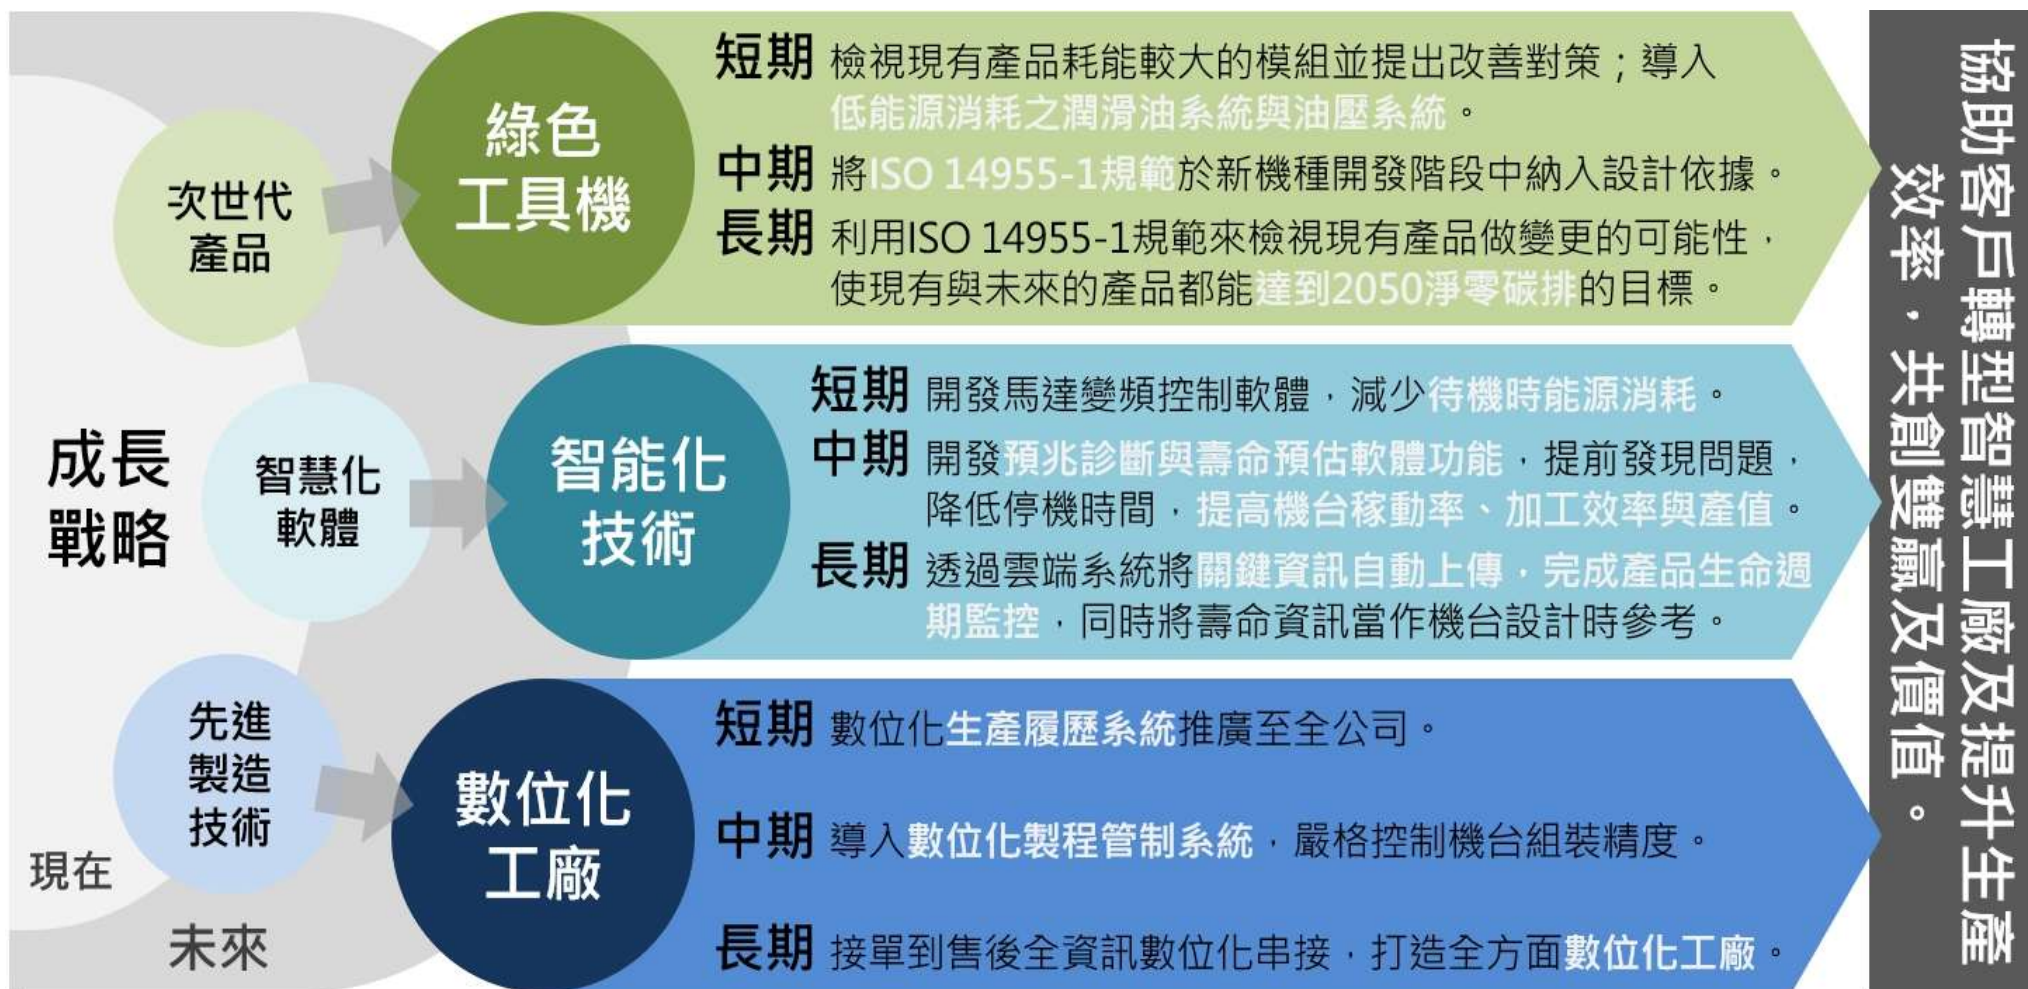 成長
戰略
現在
未來
次世代
產品
綠色
工具機
短期 檢視現有產品耗能較大的模組並提出改善對策；導入
低能源消耗之潤滑油系統與油壓系統。
中期 將ISO 14955-1規範於新機種開發階段中納入設計依據。
長期 利用ISO 14955-1規範來檢視現有產品做變更的可能性，
使現有與未來的產品都能達到2050淨零碳排的目標。
智慧化
軟體
智能化
技術
短期 開發馬達變頻控制軟體，減少待機時能源消耗。
中期 開發預兆診斷與壽命預估軟體功能，提前發現問題，
降低停機時間，提高機台稼動率、加工效率與產值。
長期 透過雲端系統將關鍵資訊自動上傳，完成產品生命週
期監控，同時將壽命資訊當作機台設計時參考。
先進
製造
技術
數位化
工廠
短期 數位化生產履歷系統推廣至全公司。
中期 導入數位化製程管制系統，嚴格控制機台組裝精度。
長期 接單到售後全資訊數位化串接，打造全方面數位化工廠。
協助客戶轉型智慧工廠及提升生產
效率，共創雙贏及價值。